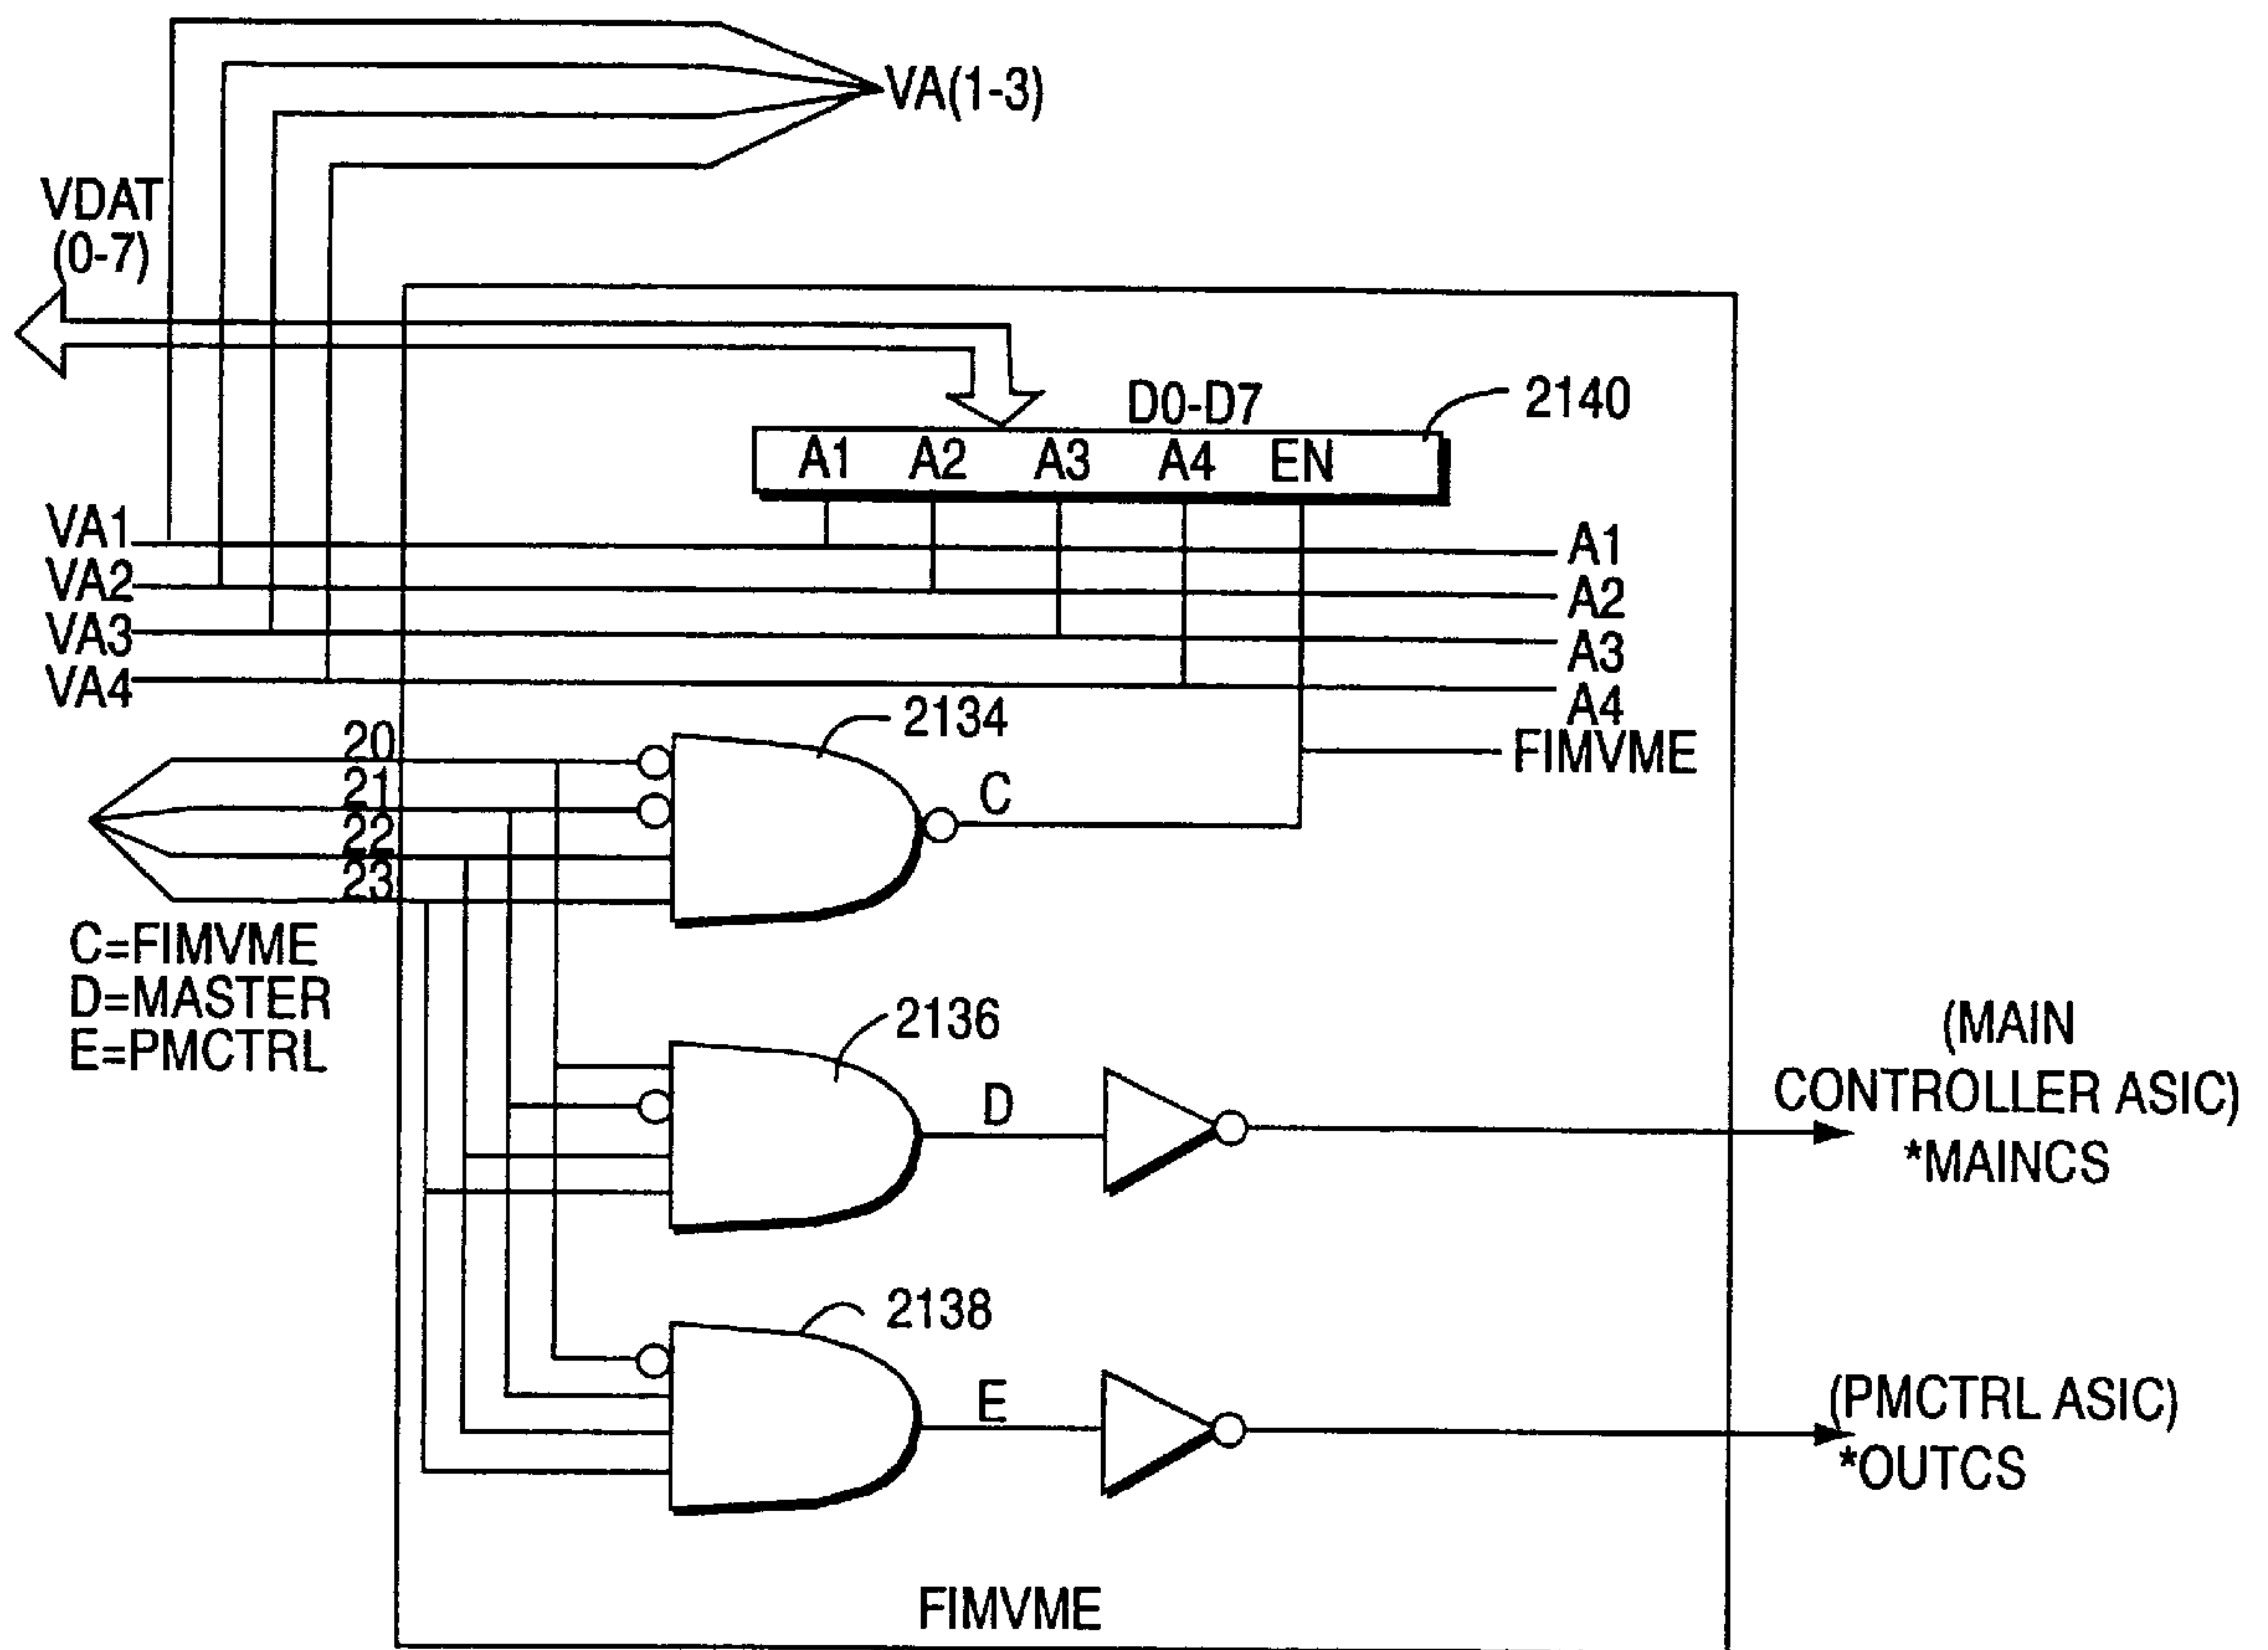 VA(1-3)
VDAT
(0-7)
D0-D7
2140
A1 A2 A3 A4 EN
VA1
A1
VA2
A2
VA3
A3
VA4
A4
2134
20
FIMVME
21
C
22
23
C=FIMVME
D=MASTER
E=PMCTRL
2136
(MAIN
CONTROLLER ASIC)
*MAINCS
D
2138
E
(PMCTRL ASIC)
*OUTCS
FIMVME